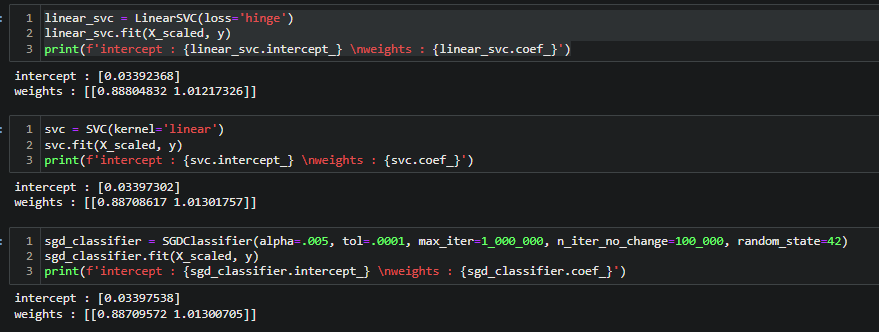 1 linear_svc = LinearSVC(loss='hinge')
2 linear_svc.fit(X_scaled, y)
3 print(f'intercept : {linear_svc.intercept_} \nweights : {linear_svc.coef_}')
intercept : [0.03392368]
weights : [[0.88804832 1.01217326]]
1 svc = SVC(kernel='linear')
2 svc.fit(X_scaled, y)
3 print(f'intercept : {svc.intercept_} \nweights : {svc.coef_}')
intercept : [0.03397302]
weights : [[0.88708617 1.01301757]]
1 sgd_classifier = SGDClassifier(alpha=.005, tol=.0001, max_iter=1_000_000, n_iter_no_change=100_000, random_state=42)
2 sgd_classifier.fit(X_scaled, y)
3 print(f'intercept : {sgd_classifier.intercept_} \nweights : {sgd_classifier.coef_}')
intercept : [0.03397538]
weights : [[0.88709572 1.01300705]]